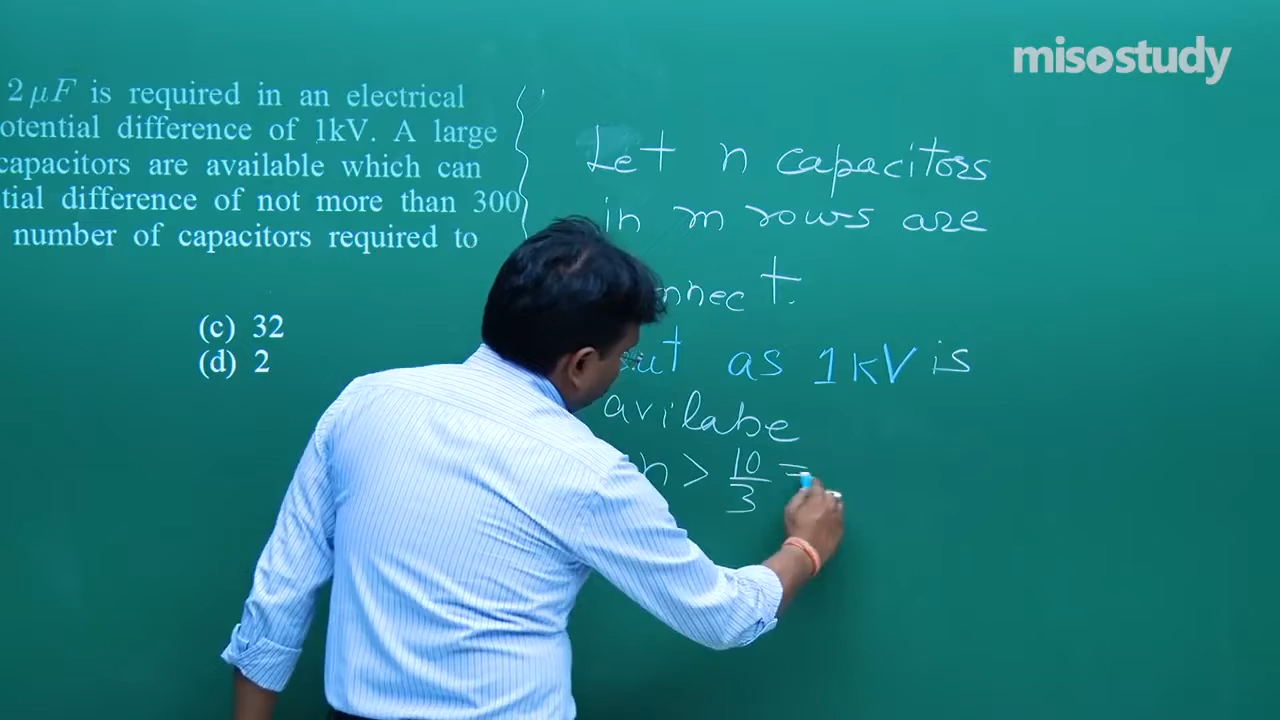 misostudy
2 μF is required in an electrical
otential difference of 1kV. A large
capacitors are available which can
tial difference of not more than 300
number of capacitors required to
(c) 32
(d) 2
Let n capacitors
in m rows are
nnect.
ut as 1kV is
avilabe
n > 10/3 =